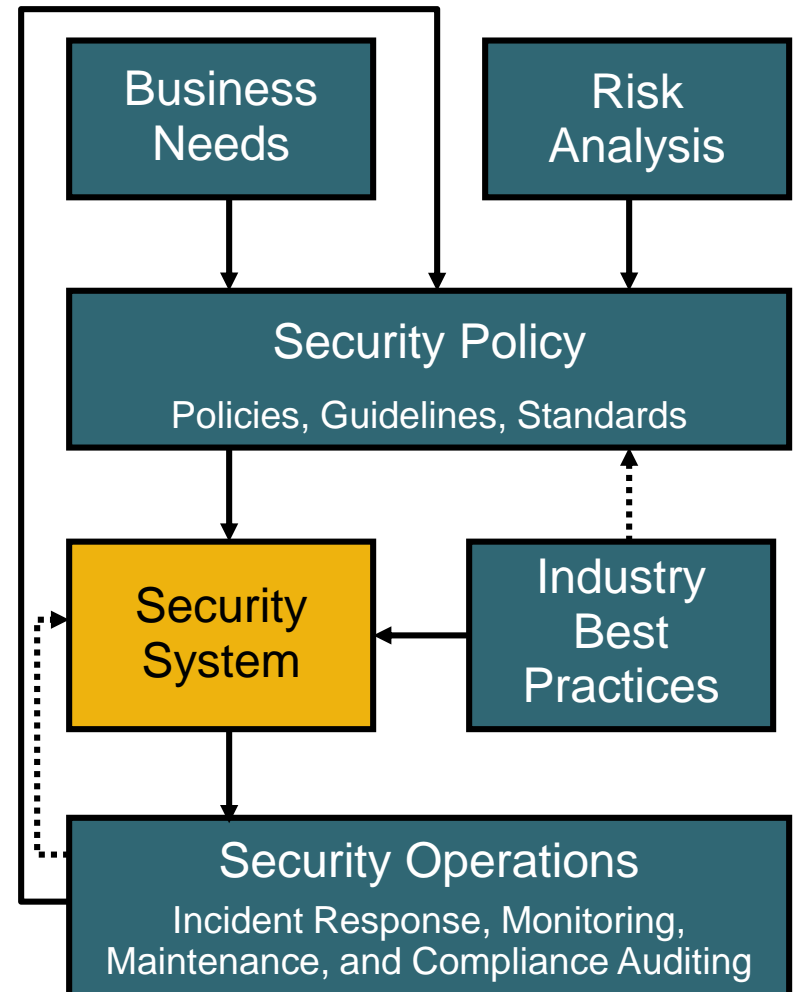 Business
Needs
Risk
Analysis
Security Policy
Policies, Guidelines, Standards
Security
System
Industry
Best
Practices
Security Operations
Incident Response, Monitoring,
Maintenance, and Compliance Auditing